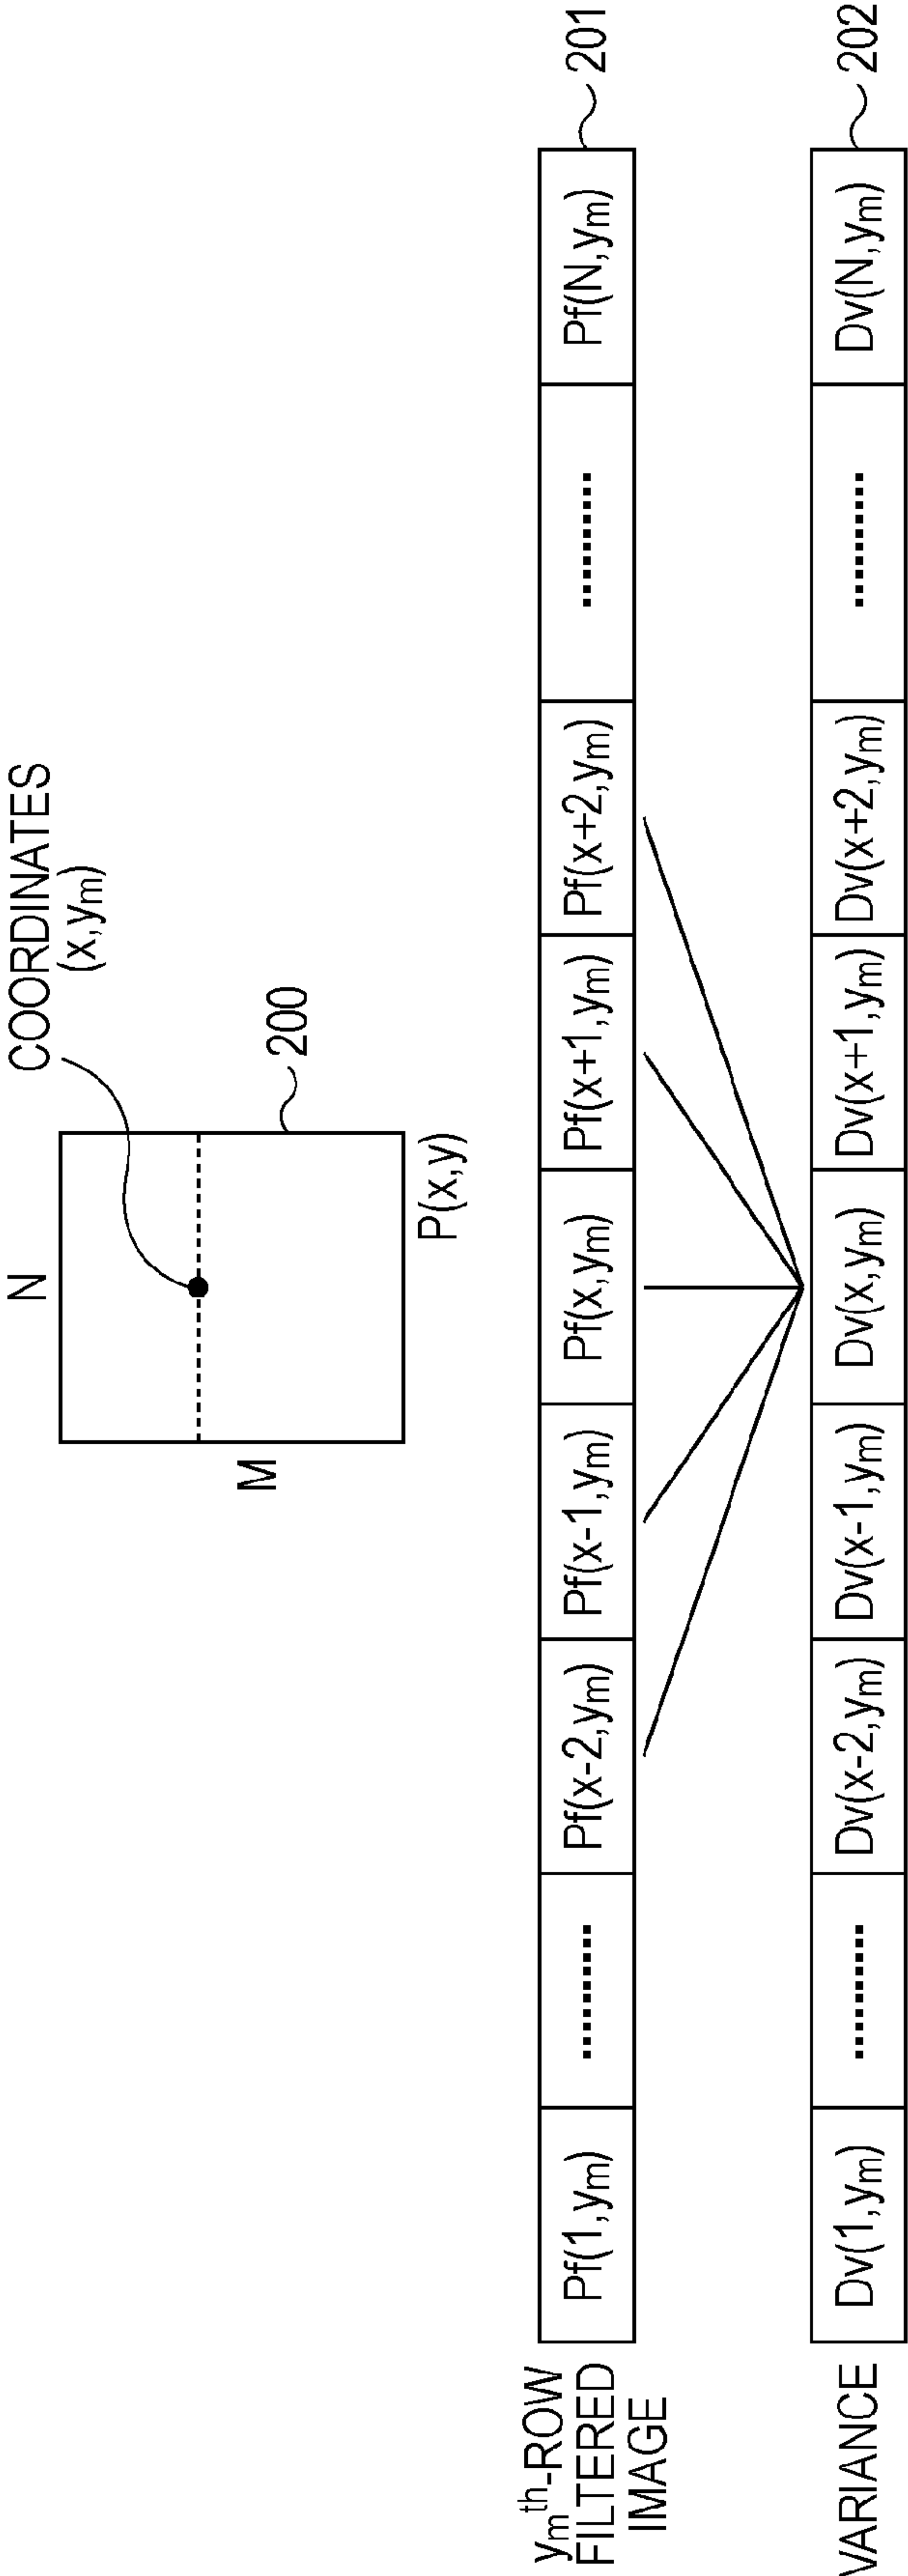 COORDINATES
(x,ym)
N
M
200
P(x,y)
ym th-ROW
FILTERED
IMAGE
Pf(1,ym) .......... Pf(x-2,ym) Pf(x-1,ym) Pf(x,ym) Pf(x+1,ym) Pf(x+2,ym) .......... Pf(N,ym) 201
VARIANCE Dv(1,ym) .......... Dv(x-2,ym) Dv(x-1,ym) Dv(x,ym) Dv(x+1,ym) Dv(x+2,ym) .......... Dv(N,ym) 202